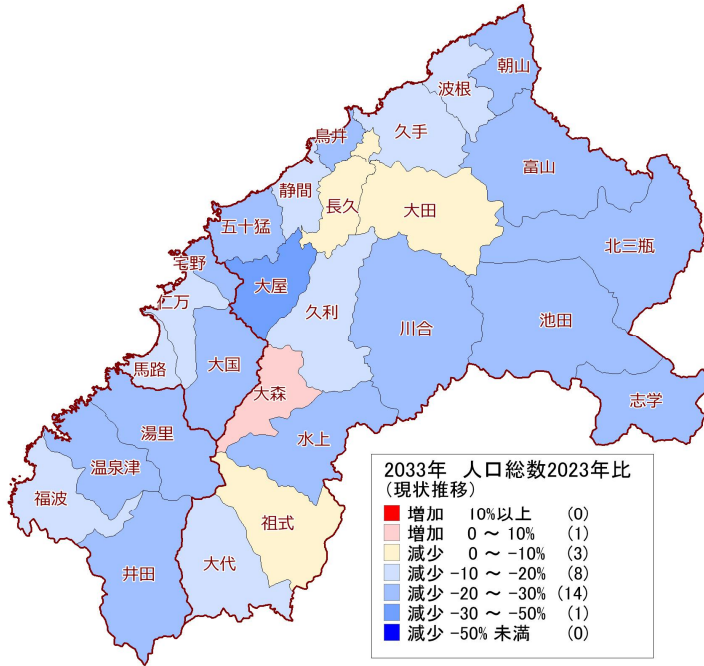 朝山
波根
久手
鳥井
富山
静間
長久
大田
五十猛
北三瓶
宅野
大屋
仁万
久利
川合
池田
馬路
大国
大森
志学
湯里
水上
温泉津
福波
祖式
井田
大代
2033年 人口総数2023年比
(現状推移)
増加 10%以上 (0)
増加 0 ～ 10% (1)
減少 0 ～ -10% (3)
減少 -10 ～ -20% (8)
減少 -20 ～ -30% (14)
減少 -30 ～ -50% (1)
減少 -50% 未満 (0)